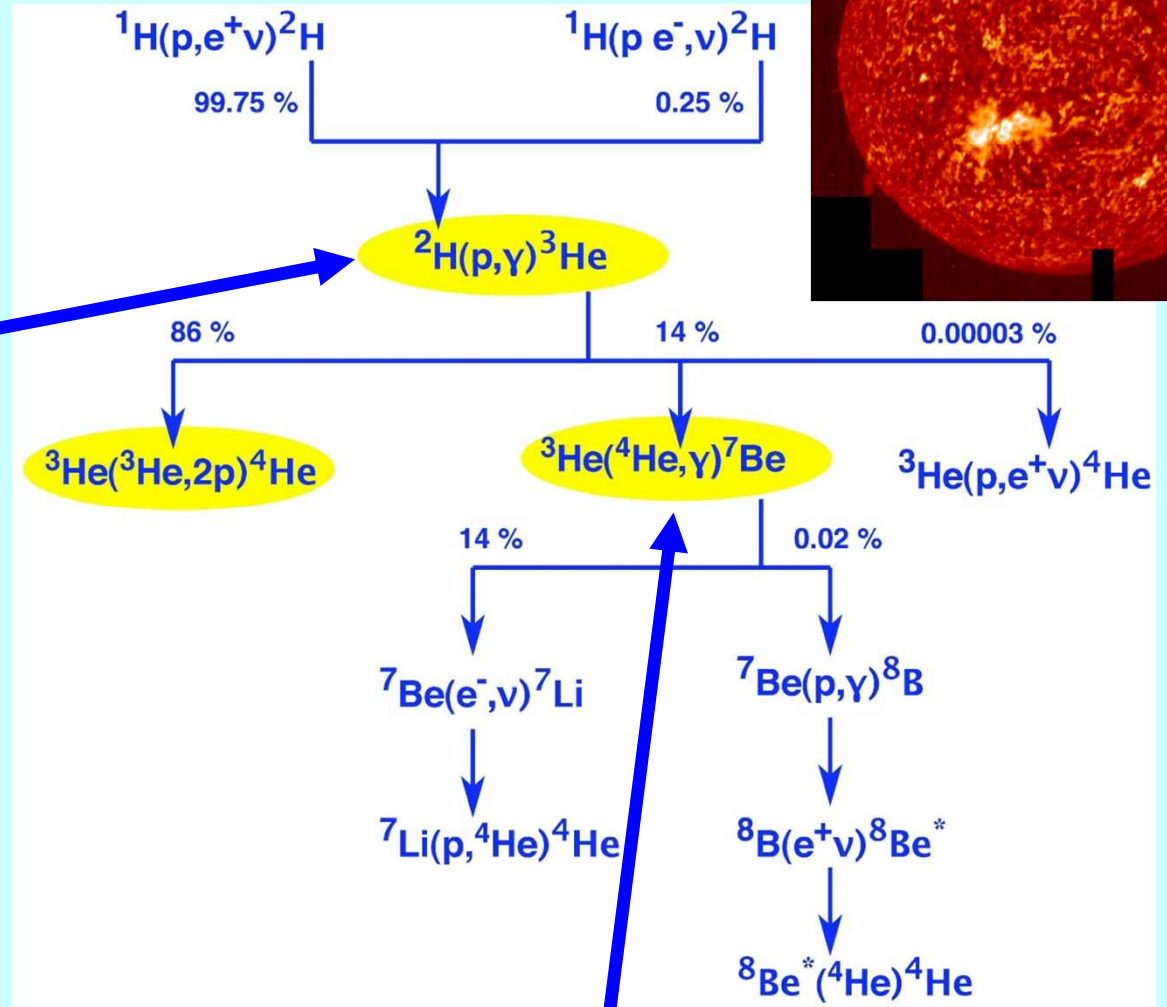 ¹H(p,e⁺ν)²H ¹H(p e⁻,ν)²H
99.75 % 0.25 %
²H(p,γ)³He
86 % 14 % 0.00003 %
³He(³He,2p)⁴He ³He(⁴He,γ)⁷Be ³He(p,e⁺ν)⁴He
14 % 0.02 %
⁷Be(e⁻,ν)⁷Li ⁷Be(p,γ)⁸B
⁷Li(p,⁴He)⁴He ⁸B(e⁺ν)⁸Be*
⁸Be*(⁴He)⁴He